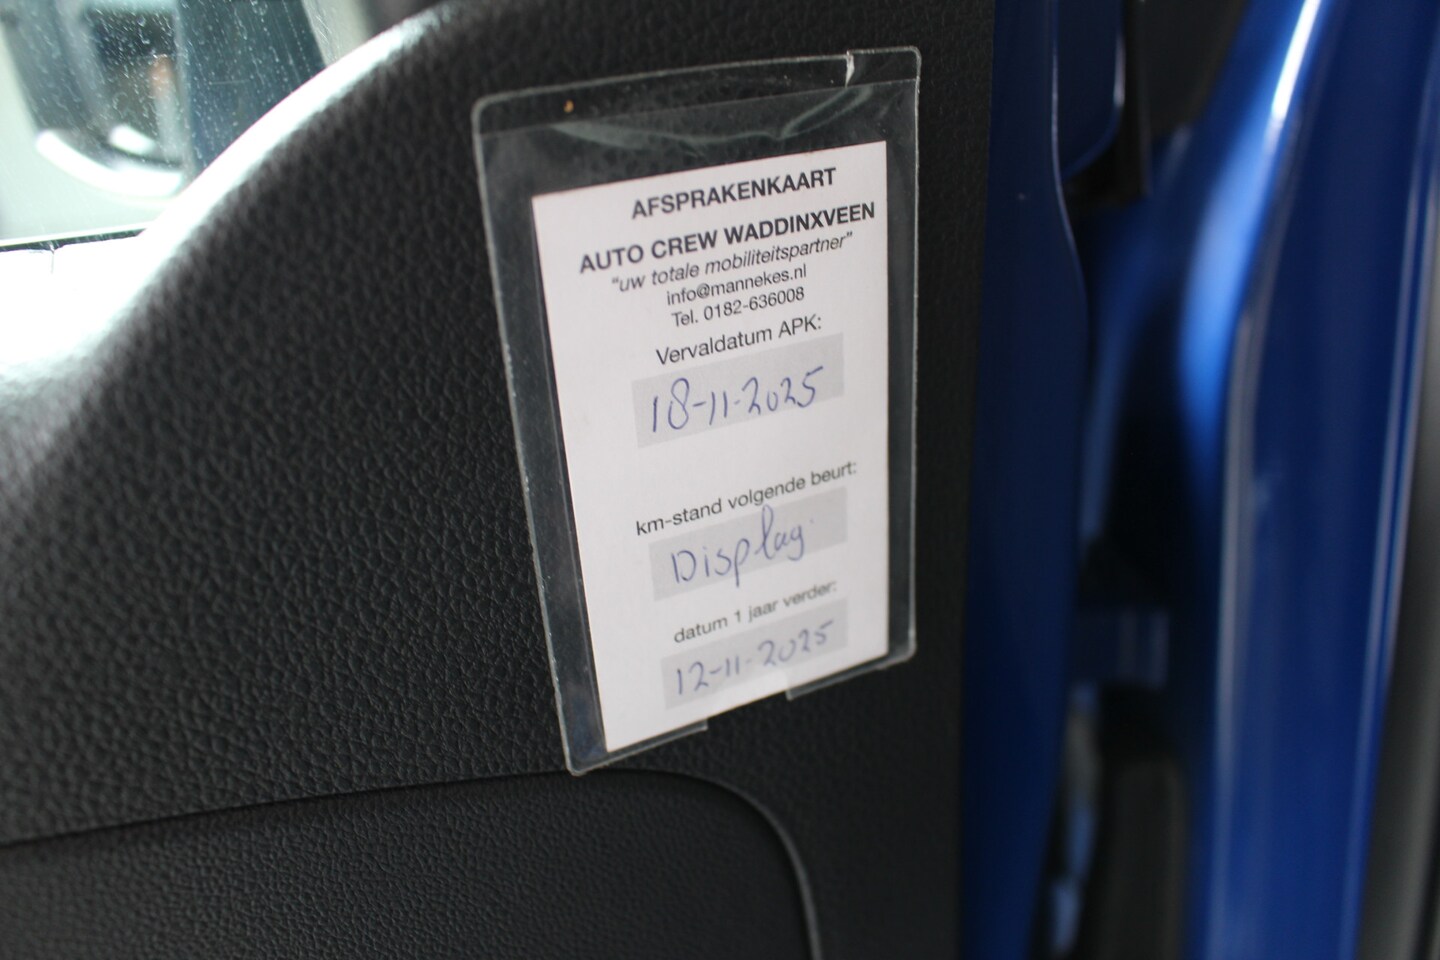 AFSPRAKENKAART
AUTO CREW WADDINXVEEN
"uw totale mobiliteitspartner"
info@mannekes.nl
Tel. 0182-636008
Vervaldatum APK:
18-11-2025
km-stand volgende beurt:
Display
datum 1 jaar verder:
12-11-2025